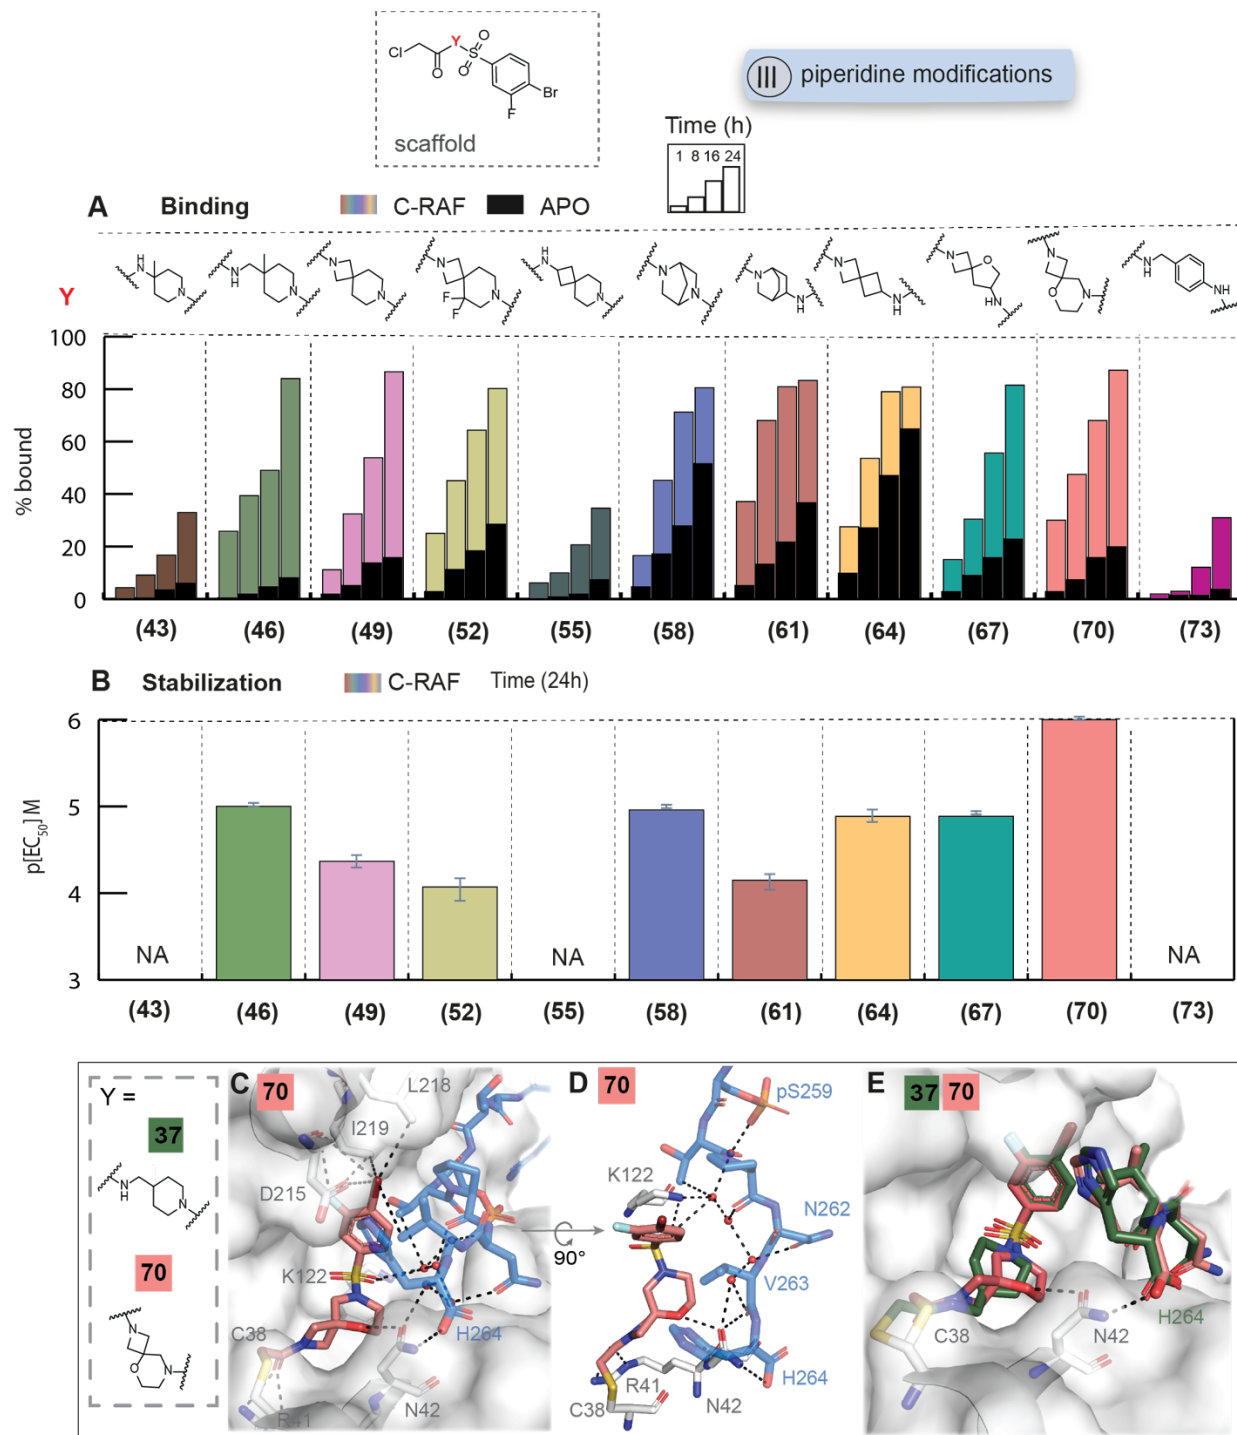 Cl
O
Y
S
O
O
F
Br
scaffold
III piperidine modifications
Time (h)
1 8 16 24
A Binding C-RAF APO
Y
% bound
100
80
60
40
20
0
(43) (46) (49) (52) (55) (58) (61) (64) (67) (70) (73)
B Stabilization C-RAF Time (24h)
p[EC50] M
6
5
4
3
NA NA NA
(43) (46) (49) (52) (55) (58) (61) (64) (67) (70) (73)
Y =
37
70
C 70
L218
I219
D215
K122
C38
R41
N42
H264
90°
D 70
pS259
K122
N262
V263
H264
R41
C38
N42
E 37 70
C38
N42
H264